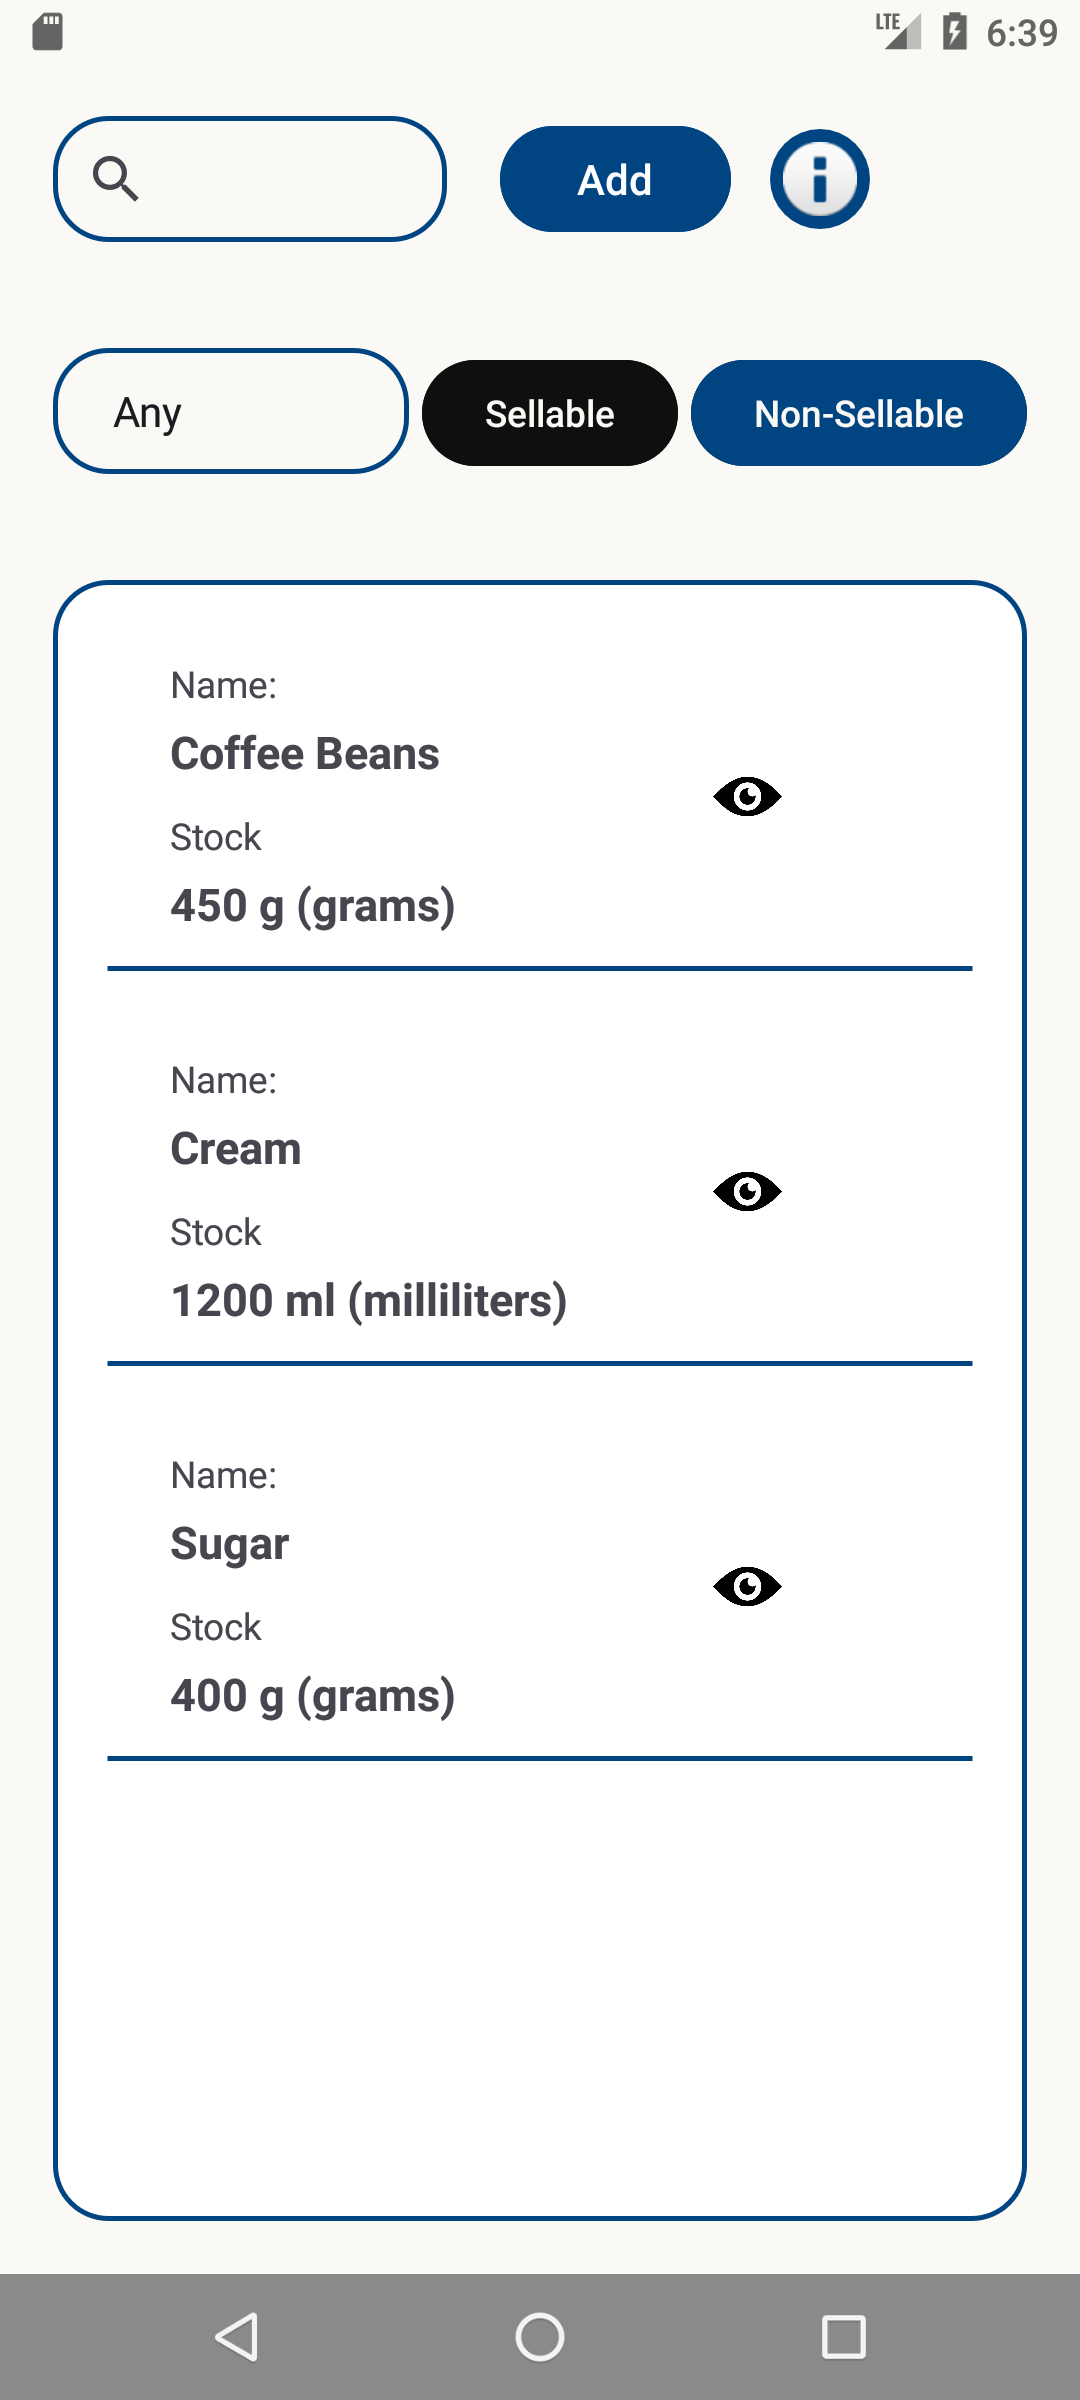 LTE 6:39
Add
Any Sellable Non-Sellable
Name:
Coffee Beans
Stock
450 g (grams)
Name:
Cream
Stock
1200 ml (milliliters)
Name:
Sugar
Stock
400 g (grams)